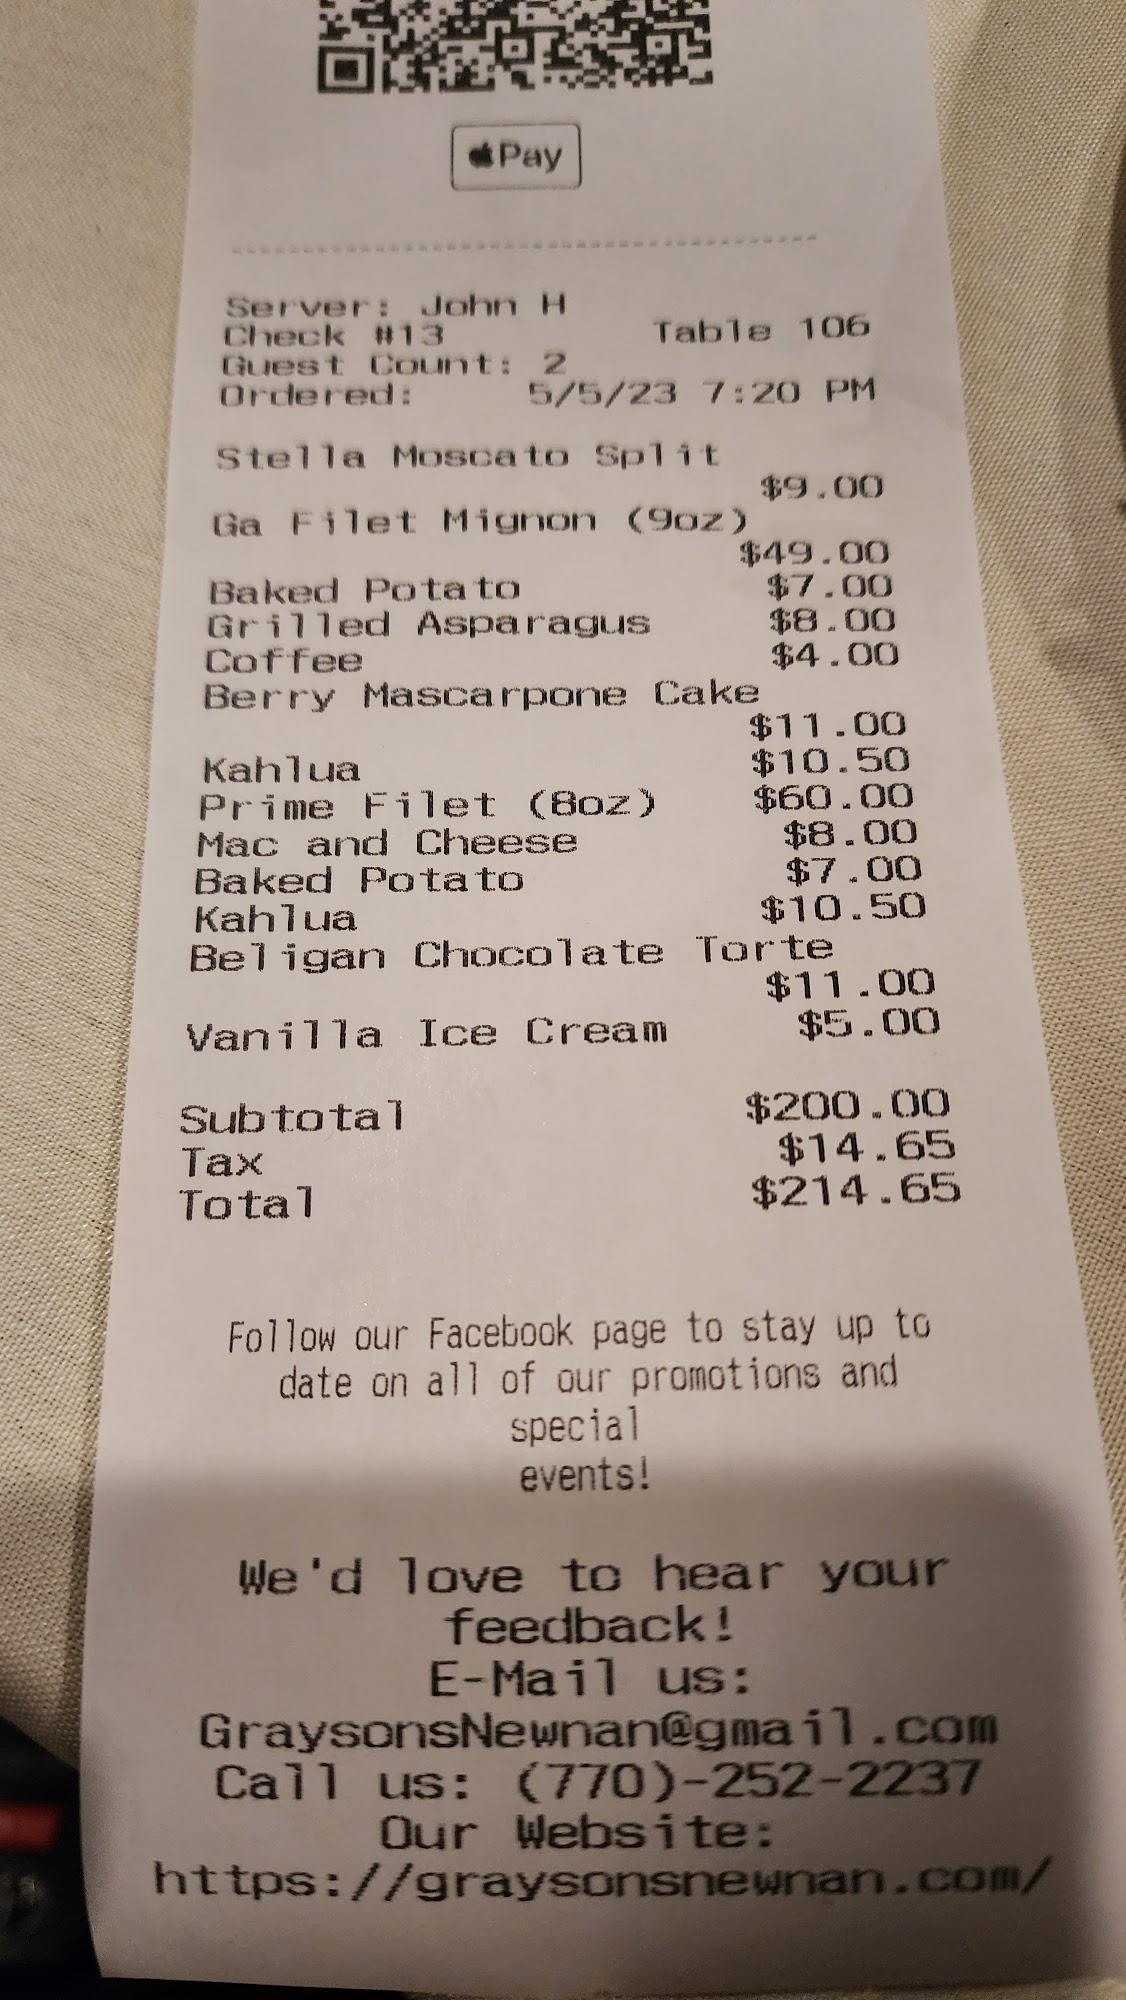 Pay
Server: John H
Check #13 Table 106
Guest Count: 2
Ordered: 5/5/23 7:20 PM
Stella Moscato Split
$9.00
Ga Filet Mignon (9oz)
$49.00
Baked Potato $7.00
Grilled Asparagus $8.00
Coffee $4.00
Berry Mascarpone Cake
$11.00
Kahlua $10.50
Prime Filet (8oz) $60.00
Mac and Cheese $8.00
Baked Potato $7.00
Kahlua $10.50
Beligan Chocolate Torte
$11.00
Vanilla Ice Cream $5.00
Subtotal $200.00
Tax $14.65
Total $214.65
Follow our Facebook page to stay up to
date on all of our promotions and
special
events!
We'd love to hear your
feedback!
E-Mail us:
GraysonsNewnan@gmail.com
Call us: (770)-252-2237
Our Website:
https://graysonsnewnan.com/